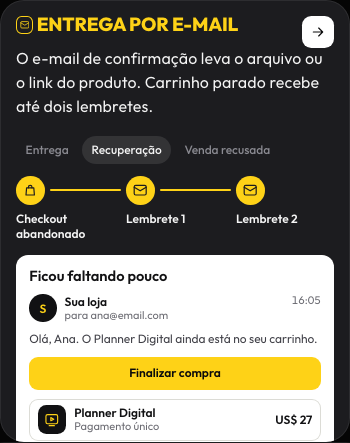 ENTREGA POR E-MAIL
O e-mail de confirmação leva o arquivo ou
o link do produto. Carrinho parado recebe
até dois lembretes.
Entrega Recuperação Venda recusada
Checkout
abandonado
Lembrete 1
Lembrete 2
Ficou faltando pouco
S
Sua loja
16:05
para ana@email.com
Olá, Ana. O Planner Digital ainda está no seu carrinho.
Finalizar compra
Planner Digital
Pagamento único
US$ 27